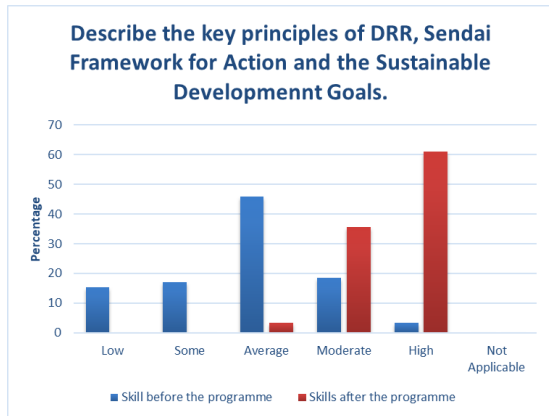 Describe the key principles of DRR, Sendai
Framework for Action and the Sustainable
Developmennt Goals.
70
60
50
40
30
20
10
0
Percentage
Low
Some
Average
Moderate
High
Not
Applicable
Skill before the programme
Skills after the programme